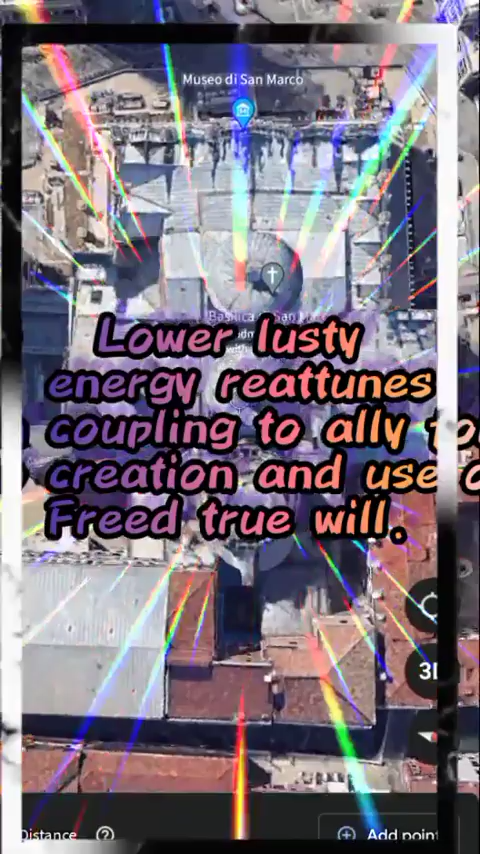 Museo di San Marco
Basilica
Lower lusty
energy reattunes
coupling to ally
creation and use
Freed true will.
Distance
Add point